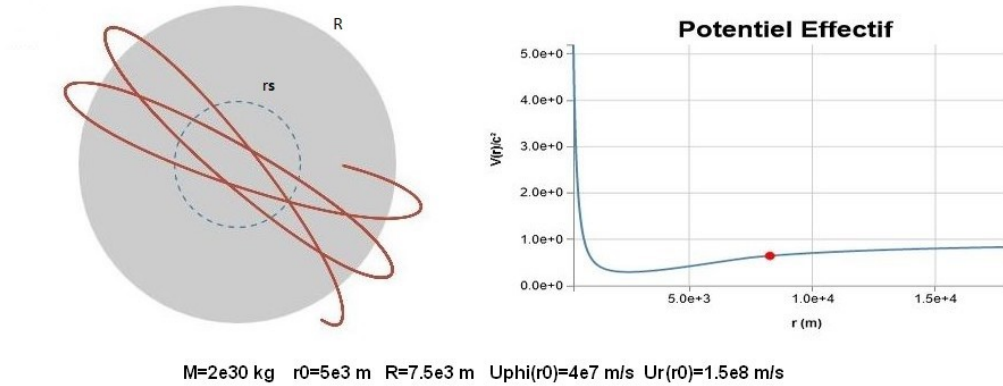 R
rs
Potentiel Effectif
5.0e+0
4.0e+0
3.0e+0
2.0e+0
1.0e+0
0.0e+0
V(r)/c²
5.0e+3 1.0e+4 1.5e+4
r (m)
M=2e30 kg r0=5e3 m R=7.5e3 m Uphi(r0)=4e7 m/s Ur(r0)=1.5e8 m/s